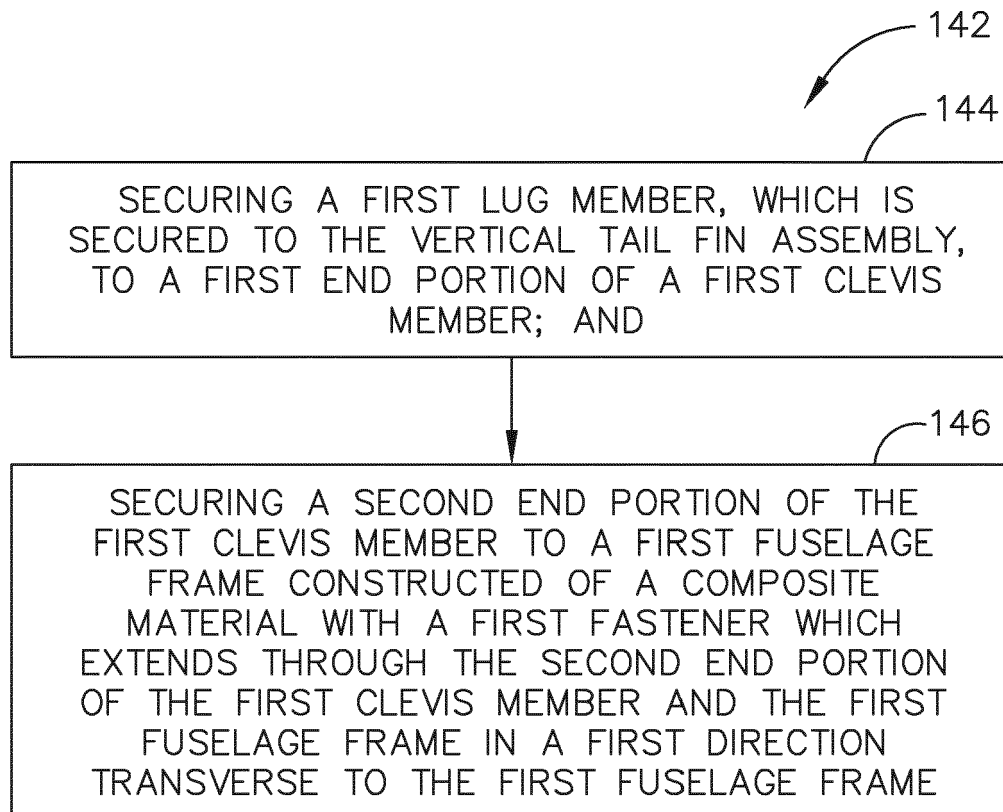 142
144
SECURING A FIRST LUG MEMBER, WHICH IS
SECURED TO THE VERTICAL TAIL FIN ASSEMBLY,
TO A FIRST END PORTION OF A FIRST CLEVIS
MEMBER; AND
146
SECURING A SECOND END PORTION OF THE
FIRST CLEVIS MEMBER TO A FIRST FUSELAGE
FRAME CONSTRUCTED OF A COMPOSITE
MATERIAL WITH A FIRST FASTENER WHICH
EXTENDS THROUGH THE SECOND END PORTION
OF THE FIRST CLEVIS MEMBER AND THE FIRST
FUSELAGE FRAME IN A FIRST DIRECTION
TRANSVERSE TO THE FIRST FUSELAGE FRAME